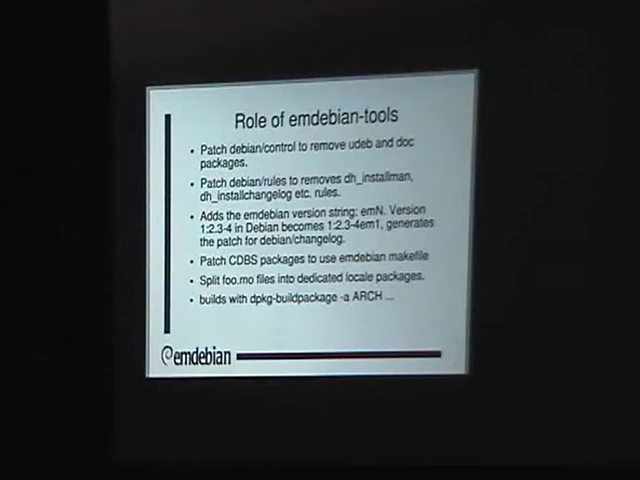 Role of emdebian-tools
• Patch debian/control to remove udeb and doc
packages.
• Patch debian/rules to removes dh_installman,
dh_installchangelog etc. rules.
• Adds the emdebian version string: emN. Version
1:2.3-4 in Debian becomes 1:2.3-4em1, generates
the patch for debian/changelog.
• Patch CDBS packages to use emdebian makefile
• Split foo.mo files into dedicated locale packages.
• builds with dpkg-buildpackage -a ARCH ...
emdebian